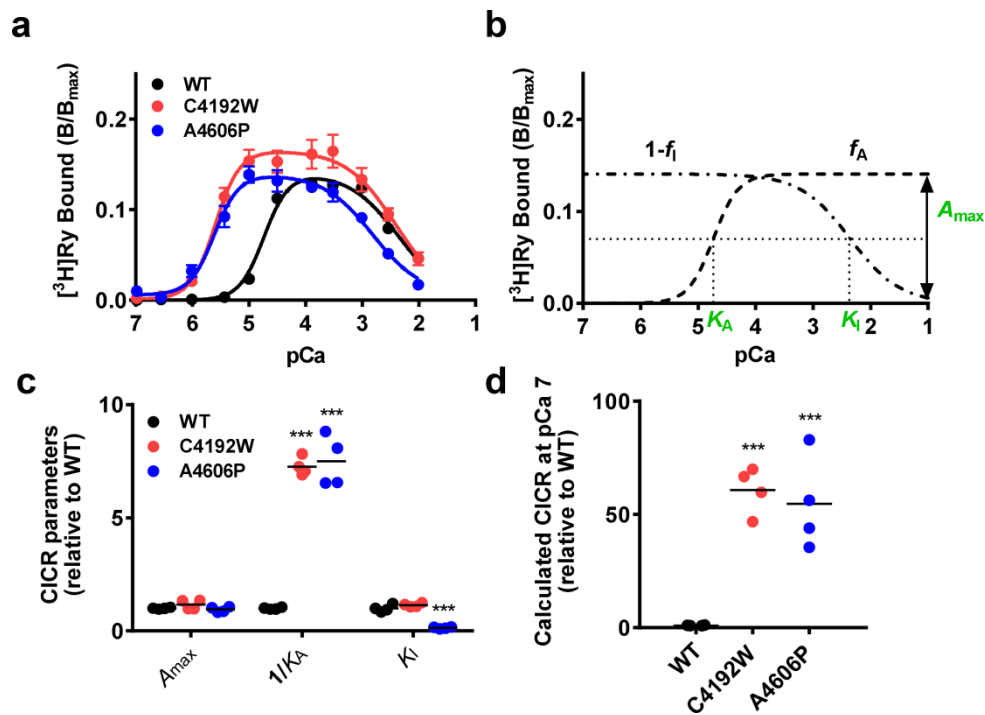 a
[³H]Ry Bound (B/Bmax)
0.2
0.1
0.0
WT
C4192W
A4606P
7 6 5 4 3 2 1
pCa
b
[³H]Ry Bound (B/Bmax)
0.2
0.1
0.0
1-fI
fA
Amax
7 6 5 4 3 2 1
KA KI
pCa
c
CICR parameters
(relative to WT)
10
5
0
WT
C4192W
A4606P
***
***
***
Amax
1/KA
KI
d
Calculated CICR at pCa 7
(relative to WT)
100
50
0
***
***
WT
C4192W
A4606P